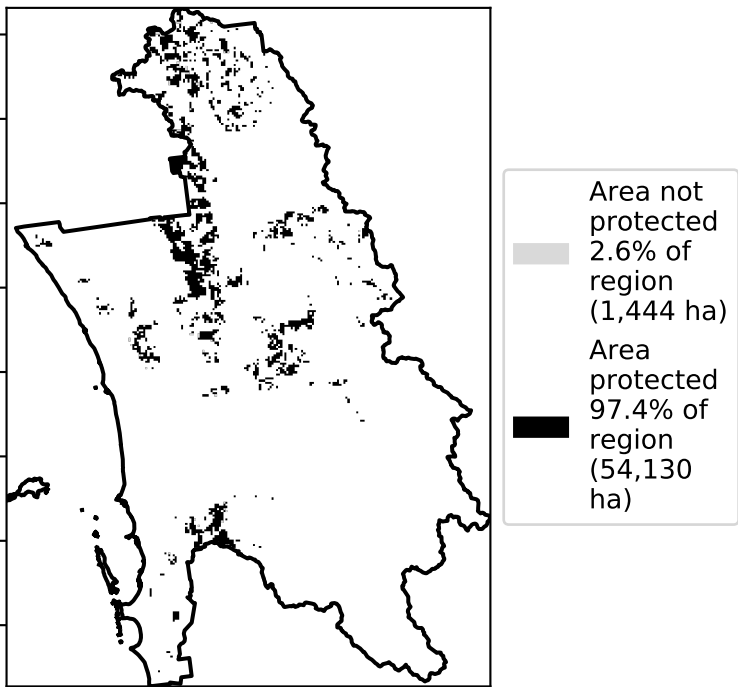 Area not
protected
2.6% of
region
(1,444 ha)
Area
protected
97.4% of
region
(54,130
ha)